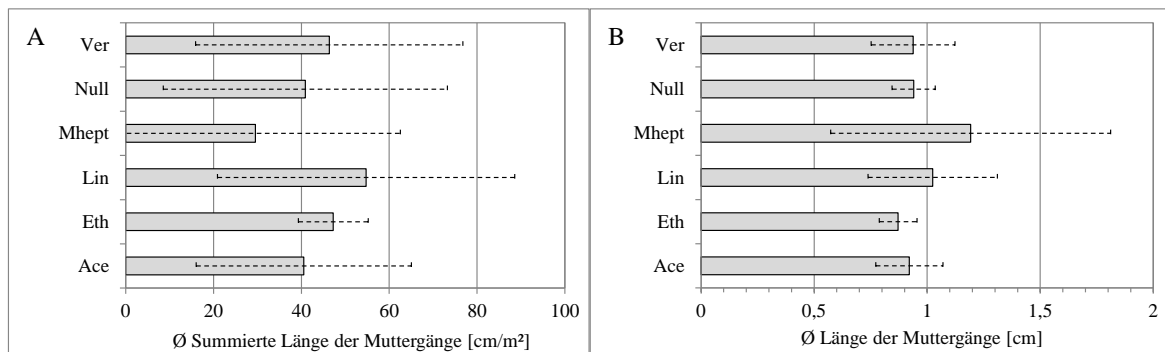 A
Ver
Null
Mhept
Lin
Eth
Ace
0 20 40 60 80 100
Ø Summierte Länge der Muttergänge [cm/m²]
B
Ver
Null
Mhept
Lin
Eth
Ace
0 0,5 1 1,5 2
Ø Länge der Muttergänge [cm]